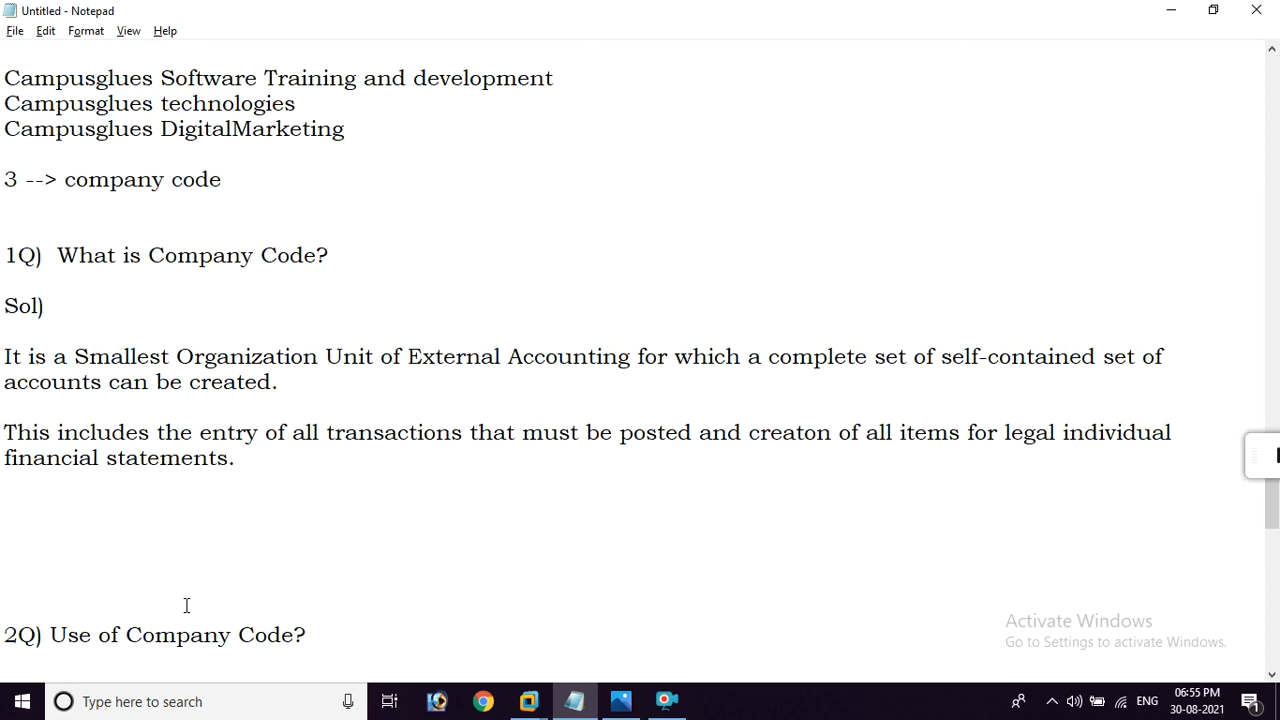 Untitled - Notepad
File Edit Format View Help
Campusglues Software Training and development
Campusglues technologies
Campusglues DigitalMarketing
3 --> company code
1Q)  What is Company Code?
Sol)
It is a Smallest Organization Unit of External Accounting for which a complete set of self-contained set of
accounts can be created.
This includes the entry of all transactions that must be posted and creaton of all items for legal individual
financial statements.
2Q) Use of Company Code?
Activate Windows
Go to Settings to activate Windows.
Type here to search
ENG
06:55 PM
30-08-2021
1